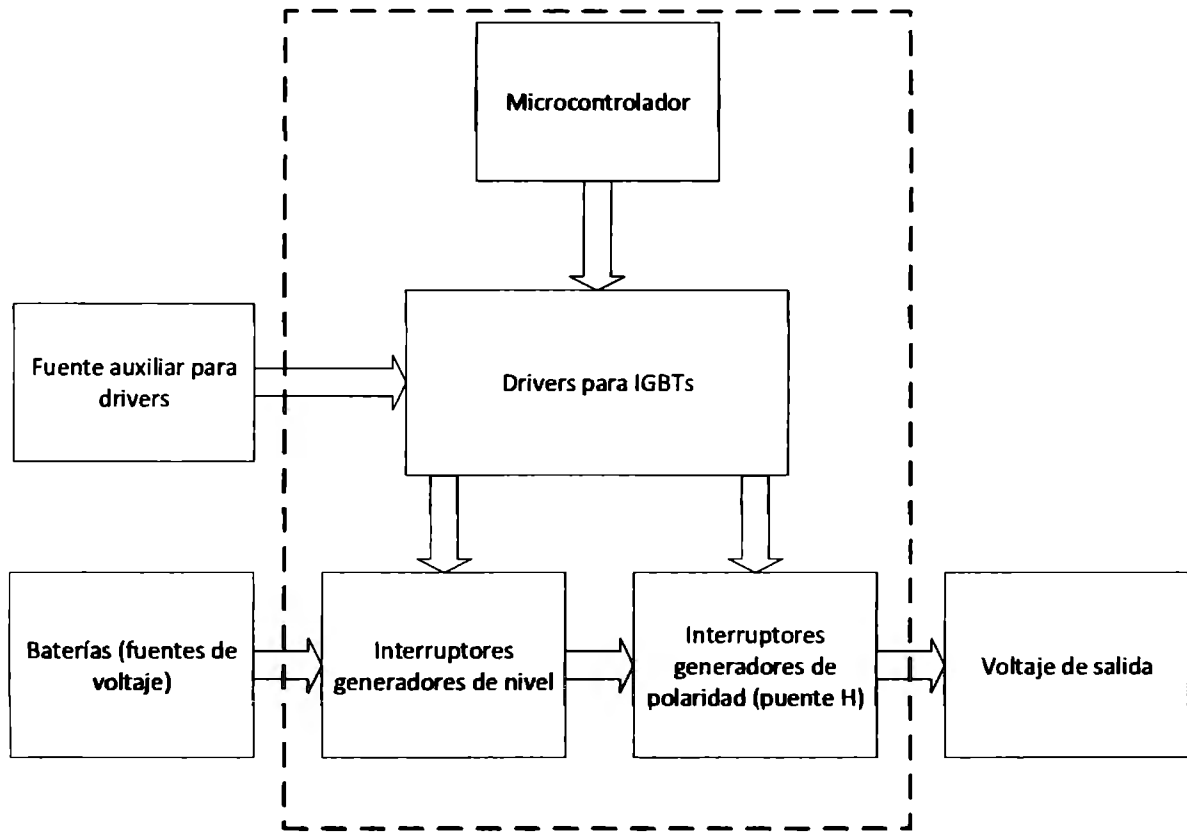 Microcontrolador
Fuente auxiliar para
drivers
Drivers para IGBTs
Baterías (fuentes de
voltaje)
Interruptores
generadores de nivel
Interruptores
generadores de
polaridad (puente H)
Voltaje de salida